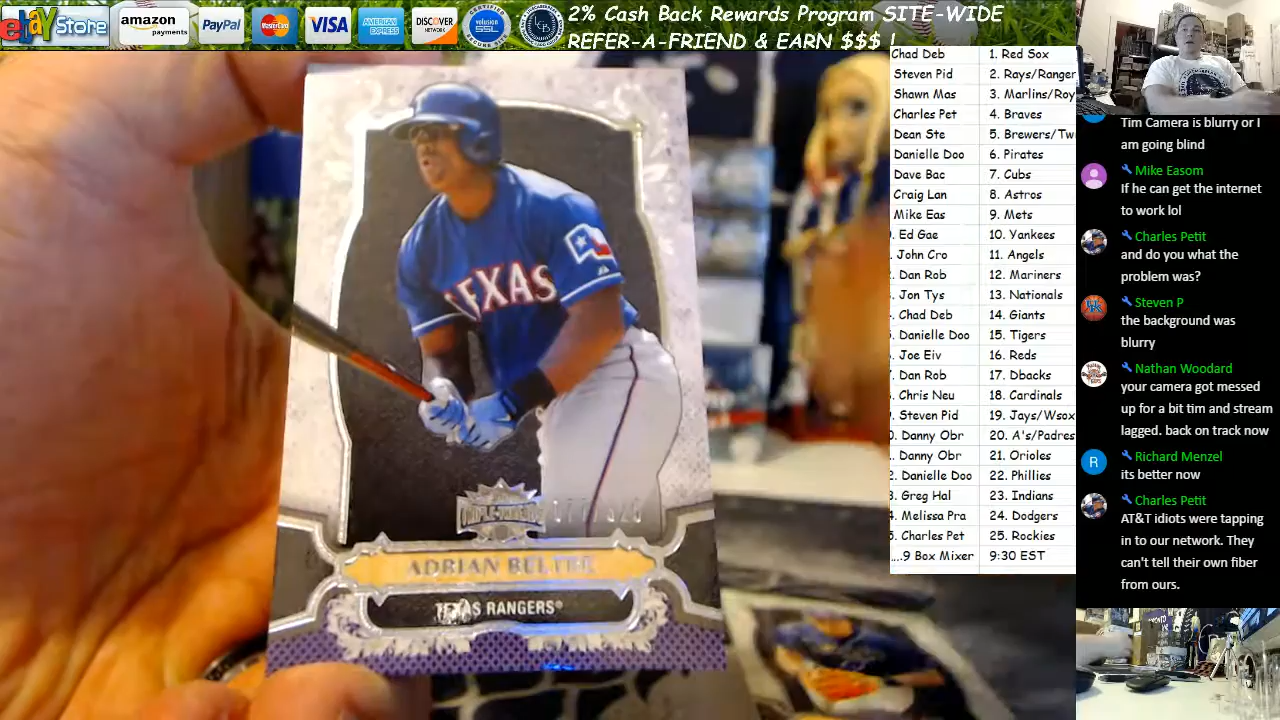 ebay Store
amazon payments
PayPal
MasterCard
VISA
AMERICAN EXPRESS
DISCOVER NETWORK
volusion SSL
2% Cash Back Rewards Program SITE-WIDE
REFER-A-FRIEND & EARN $$$ !
TEXAS
ADRIAN BELTRE
TEXAS RANGERS®
Chad Deb 1. Red Sox
Steven Pid 2. Rays/Ranger
Shawn Mas 3. Marlins/Roy
Charles Pet 4. Braves
Dean Ste 5. Brewers/Tw
Danielle Doo 6. Pirates
Dave Bac 7. Cubs
Craig Lan 8. Astros
Mike Eas 9. Mets
. Ed Gae 10. Yankees
. John Cro 11. Angels
. Dan Rob 12. Mariners
. Jon Tys 13. Nationals
. Chad Deb 14. Giants
. Danielle Doo 15. Tigers
. Joe Eiv 16. Reds
. Dan Rob 17. Dbacks
. Chris Neu 18. Cardinals
. Steven Pid 19. Jays/Wsox
. Danny Obr 20. A's/Padres
. Danny Obr 21. Orioles
. Danielle Doo 22. Phillies
. Greg Hal 23. Indians
. Melissa Pra 24. Dodgers
. Charles Pet 25. Rockies
....9 Box Mixer 9:30 EST
Tim Camera is blurry or I
am going blind
Mike Easom
If he can get the internet
to work lol
Charles Petit
and do you what the
problem was?
Steven P
the background was
blurry
Nathan Woodard
your camera got messed
up for a bit tim and stream
lagged. back on track now
R
Richard Menzel
its better now
Charles Petit
AT&T idiots were tapping
in to our network. They
can't tell their own fiber
from ours.